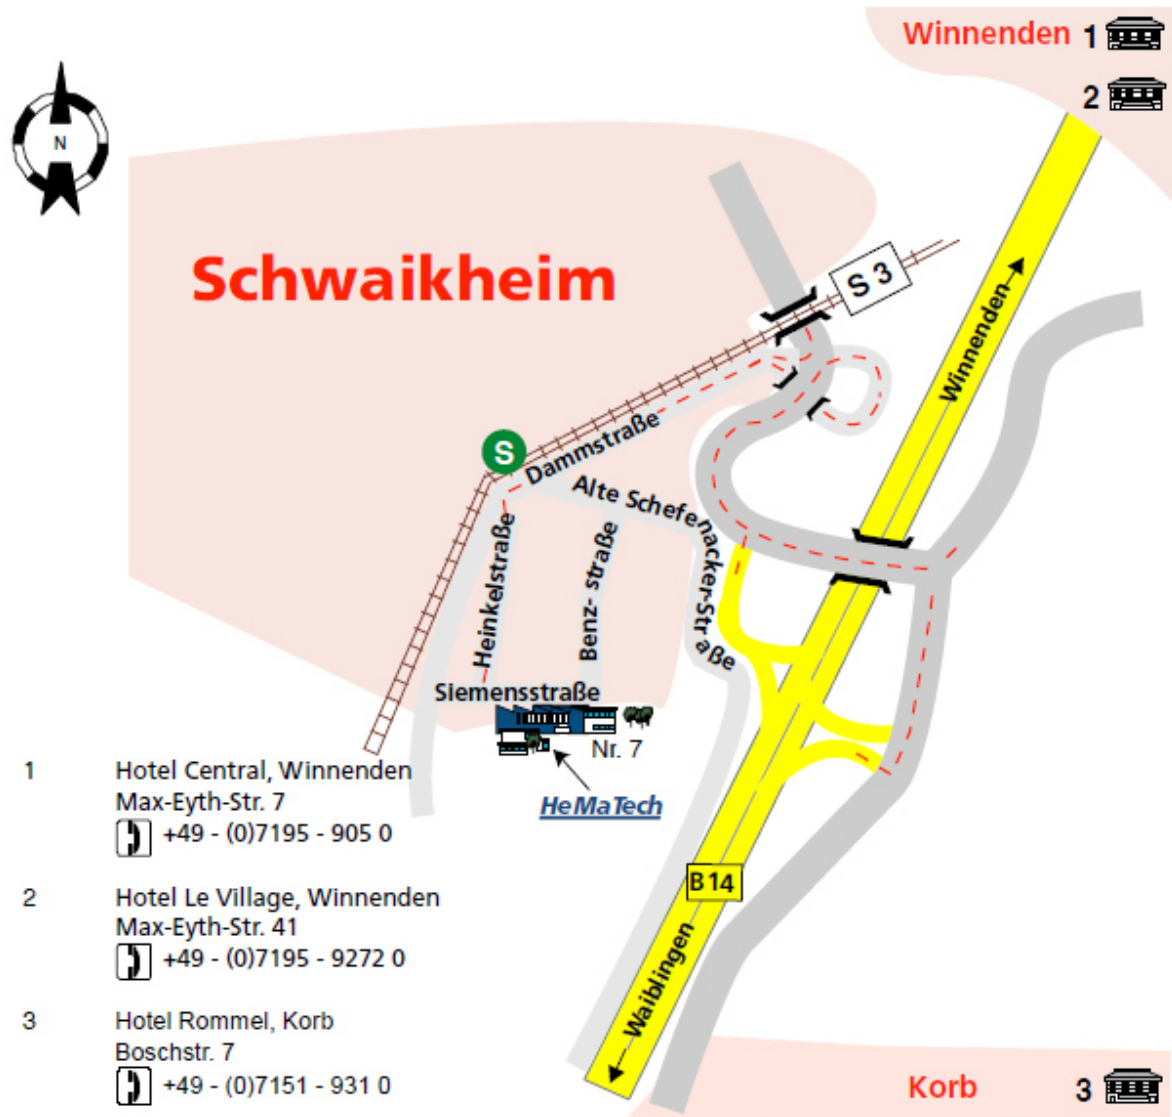 Winnenden 1
2
N
Schwaikheim
S 3
Winnenden
S
Dammstraße
Alte Schefenacker-Straße
Heinkelstraße
Benz- straße
Siemensstraße
Nr. 7
HeMaTech
B14
Waiblingen
1 Hotel Central, Winnenden
Max-Eyth-Str. 7
+49 - (0)7195 - 905 0
2 Hotel Le Village, Winnenden
Max-Eyth-Str. 41
+49 - (0)7195 - 9272 0
3 Hotel Rommel, Korb
Boschstr. 7
+49 - (0)7151 - 931 0
Korb 3